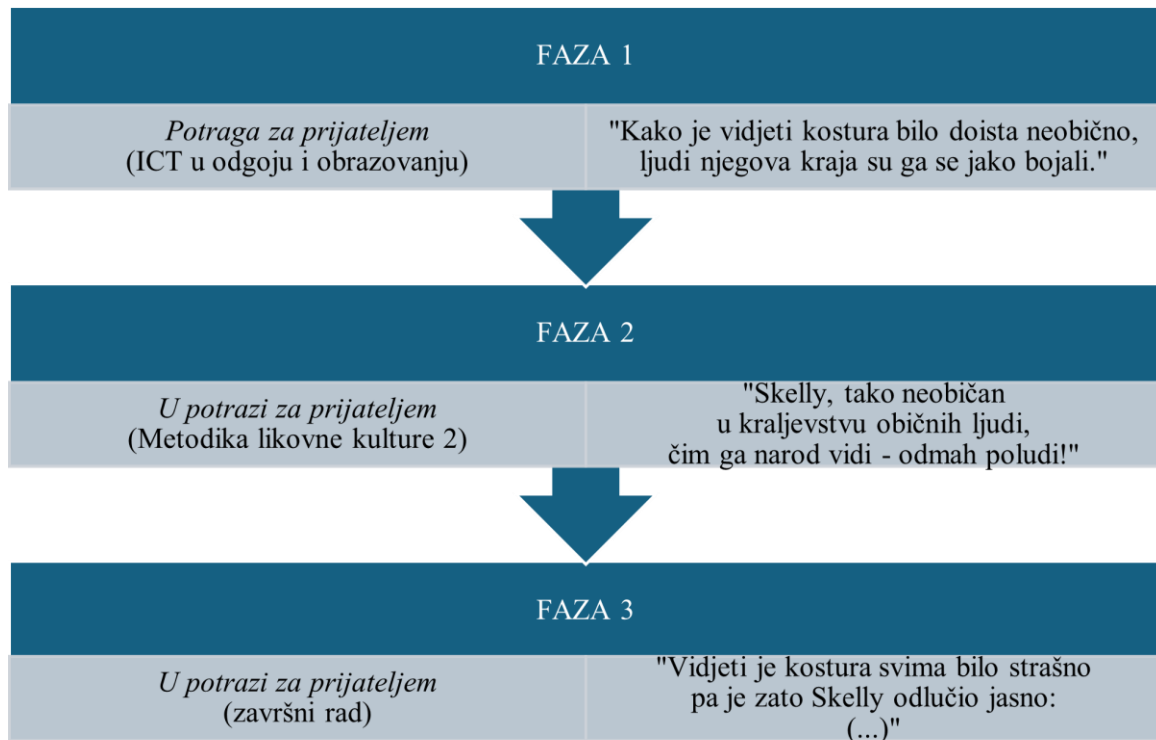 FAZA 1
Potraga za prijateljem
(ICT u odgoju i obrazovanju)
"Kako je vidjeti kostura bilo doista neobično,
ljudi njegova kraja su ga se jako bojali."
FAZA 2
U potrazi za prijateljem
(Metodika likovne kulture 2)
"Skelly, tako neobičan
u kraljevstvu običnih ljudi,
čim ga narod vidi - odmah poludi!"
FAZA 3
U potrazi za prijateljem
(završni rad)
"Vidjeti je kostura svima bilo strašno
pa je zato Skelly odlučio jasno:
(...)"